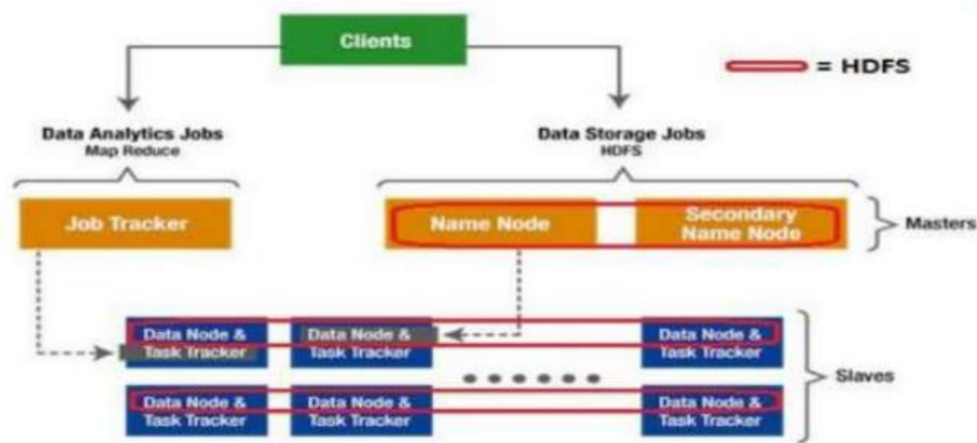 Clients
= HDFS
Data Analytics Jobs
Map Reduce
Data Storage Jobs
HDFS
Job Tracker
Name Node
Secondary
Name Node
Masters
Data Node &
Task Tracker
Data Node &
Task Tracker
Data Node &
Task Tracker
Slaves
Data Node &
Task Tracker
Data Node &
Task Tracker
Data Node &
Task Tracker